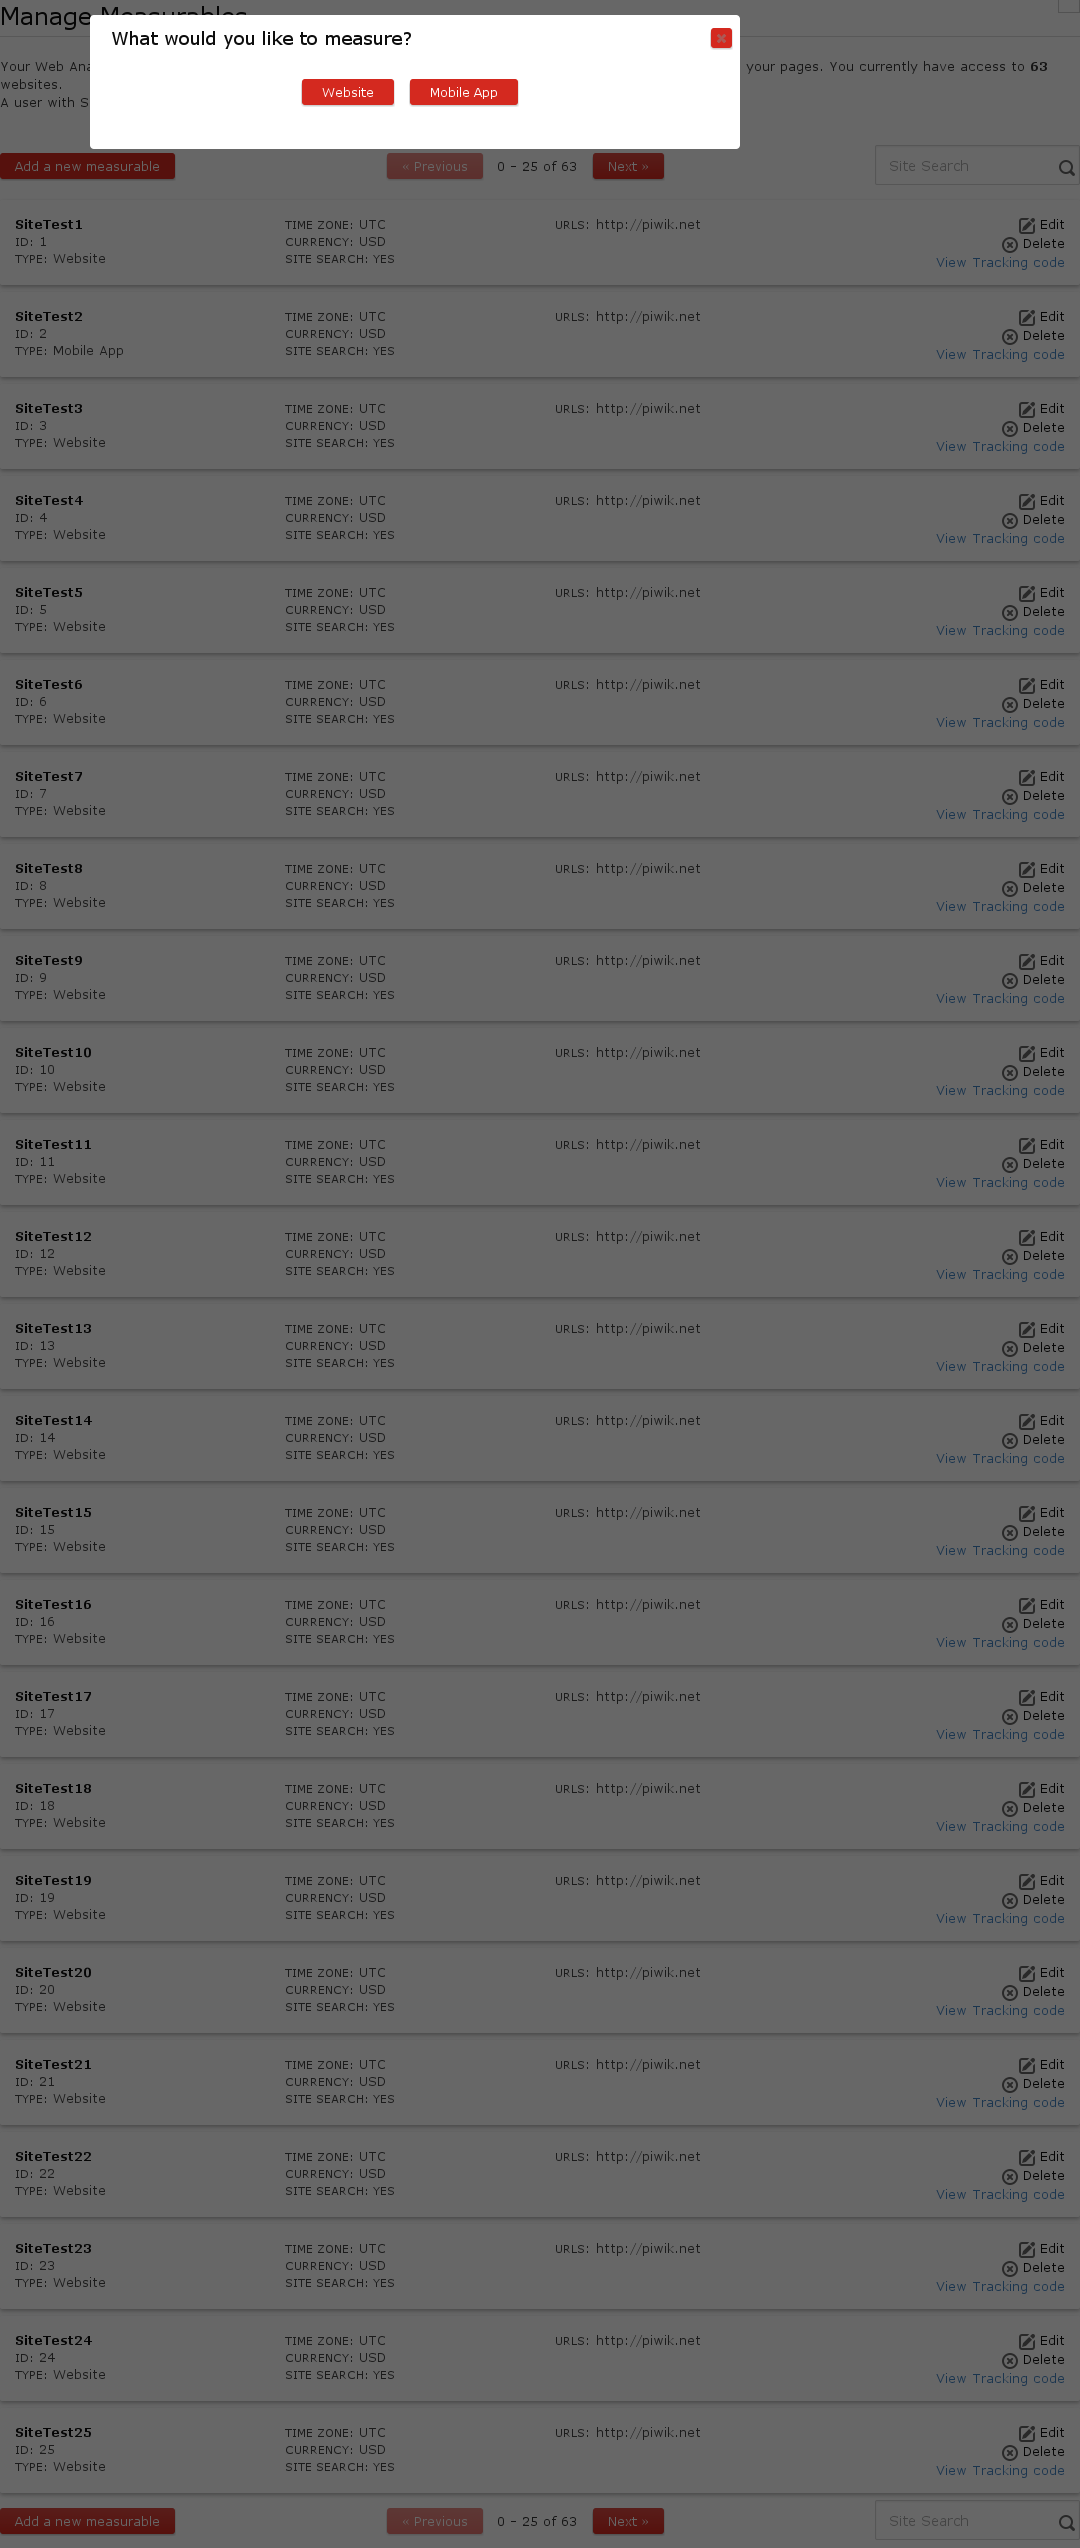 Manage Measurables
What would you like to measure?
Your Web Ana
your pages. You currently have access to 63
websites.
A user with S
Website Mobile App
Add a new measurable « Previous 0 – 25 of 63 Next » Site Search
SiteTest1 TIME ZONE: UTC URLS: http://piwik.net Edit
ID: 1 CURRENCY: USD Delete
TYPE: Website SITE SEARCH: YES View Tracking code
SiteTest2 TIME ZONE: UTC URLS: http://piwik.net Edit
ID: 2 CURRENCY: USD Delete
TYPE: Mobile App SITE SEARCH: YES View Tracking code
SiteTest3 TIME ZONE: UTC URLS: http://piwik.net Edit
ID: 3 CURRENCY: USD Delete
TYPE: Website SITE SEARCH: YES View Tracking code
SiteTest4 TIME ZONE: UTC URLS: http://piwik.net Edit
ID: 4 CURRENCY: USD Delete
TYPE: Website SITE SEARCH: YES View Tracking code
SiteTest5 TIME ZONE: UTC URLS: http://piwik.net Edit
ID: 5 CURRENCY: USD Delete
TYPE: Website SITE SEARCH: YES View Tracking code
SiteTest6 TIME ZONE: UTC URLS: http://piwik.net Edit
ID: 6 CURRENCY: USD Delete
TYPE: Website SITE SEARCH: YES View Tracking code
SiteTest7 TIME ZONE: UTC URLS: http://piwik.net Edit
ID: 7 CURRENCY: USD Delete
TYPE: Website SITE SEARCH: YES View Tracking code
SiteTest8 TIME ZONE: UTC URLS: http://piwik.net Edit
ID: 8 CURRENCY: USD Delete
TYPE: Website SITE SEARCH: YES View Tracking code
SiteTest9 TIME ZONE: UTC URLS: http://piwik.net Edit
ID: 9 CURRENCY: USD Delete
TYPE: Website SITE SEARCH: YES View Tracking code
SiteTest10 TIME ZONE: UTC URLS: http://piwik.net Edit
ID: 10 CURRENCY: USD Delete
TYPE: Website SITE SEARCH: YES View Tracking code
SiteTest11 TIME ZONE: UTC URLS: http://piwik.net Edit
ID: 11 CURRENCY: USD Delete
TYPE: Website SITE SEARCH: YES View Tracking code
SiteTest12 TIME ZONE: UTC URLS: http://piwik.net Edit
ID: 12 CURRENCY: USD Delete
TYPE: Website SITE SEARCH: YES View Tracking code
SiteTest13 TIME ZONE: UTC URLS: http://piwik.net Edit
ID: 13 CURRENCY: USD Delete
TYPE: Website SITE SEARCH: YES View Tracking code
SiteTest14 TIME ZONE: UTC URLS: http://piwik.net Edit
ID: 14 CURRENCY: USD Delete
TYPE: Website SITE SEARCH: YES View Tracking code
SiteTest15 TIME ZONE: UTC URLS: http://piwik.net Edit
ID: 15 CURRENCY: USD Delete
TYPE: Website SITE SEARCH: YES View Tracking code
SiteTest16 TIME ZONE: UTC URLS: http://piwik.net Edit
ID: 16 CURRENCY: USD Delete
TYPE: Website SITE SEARCH: YES View Tracking code
SiteTest17 TIME ZONE: UTC URLS: http://piwik.net Edit
ID: 17 CURRENCY: USD Delete
TYPE: Website SITE SEARCH: YES View Tracking code
SiteTest18 TIME ZONE: UTC URLS: http://piwik.net Edit
ID: 18 CURRENCY: USD Delete
TYPE: Website SITE SEARCH: YES View Tracking code
SiteTest19 TIME ZONE: UTC URLS: http://piwik.net Edit
ID: 19 CURRENCY: USD Delete
TYPE: Website SITE SEARCH: YES View Tracking code
SiteTest20 TIME ZONE: UTC URLS: http://piwik.net Edit
ID: 20 CURRENCY: USD Delete
TYPE: Website SITE SEARCH: YES View Tracking code
SiteTest21 TIME ZONE: UTC URLS: http://piwik.net Edit
ID: 21 CURRENCY: USD Delete
TYPE: Website SITE SEARCH: YES View Tracking code
SiteTest22 TIME ZONE: UTC URLS: http://piwik.net Edit
ID: 22 CURRENCY: USD Delete
TYPE: Website SITE SEARCH: YES View Tracking code
SiteTest23 TIME ZONE: UTC URLS: http://piwik.net Edit
ID: 23 CURRENCY: USD Delete
TYPE: Website SITE SEARCH: YES View Tracking code
SiteTest24 TIME ZONE: UTC URLS: http://piwik.net Edit
ID: 24 CURRENCY: USD Delete
TYPE: Website SITE SEARCH: YES View Tracking code
SiteTest25 TIME ZONE: UTC URLS: http://piwik.net Edit
ID: 25 CURRENCY: USD Delete
TYPE: Website SITE SEARCH: YES View Tracking code
Add a new measurable « Previous 0 – 25 of 63 Next » Site Search